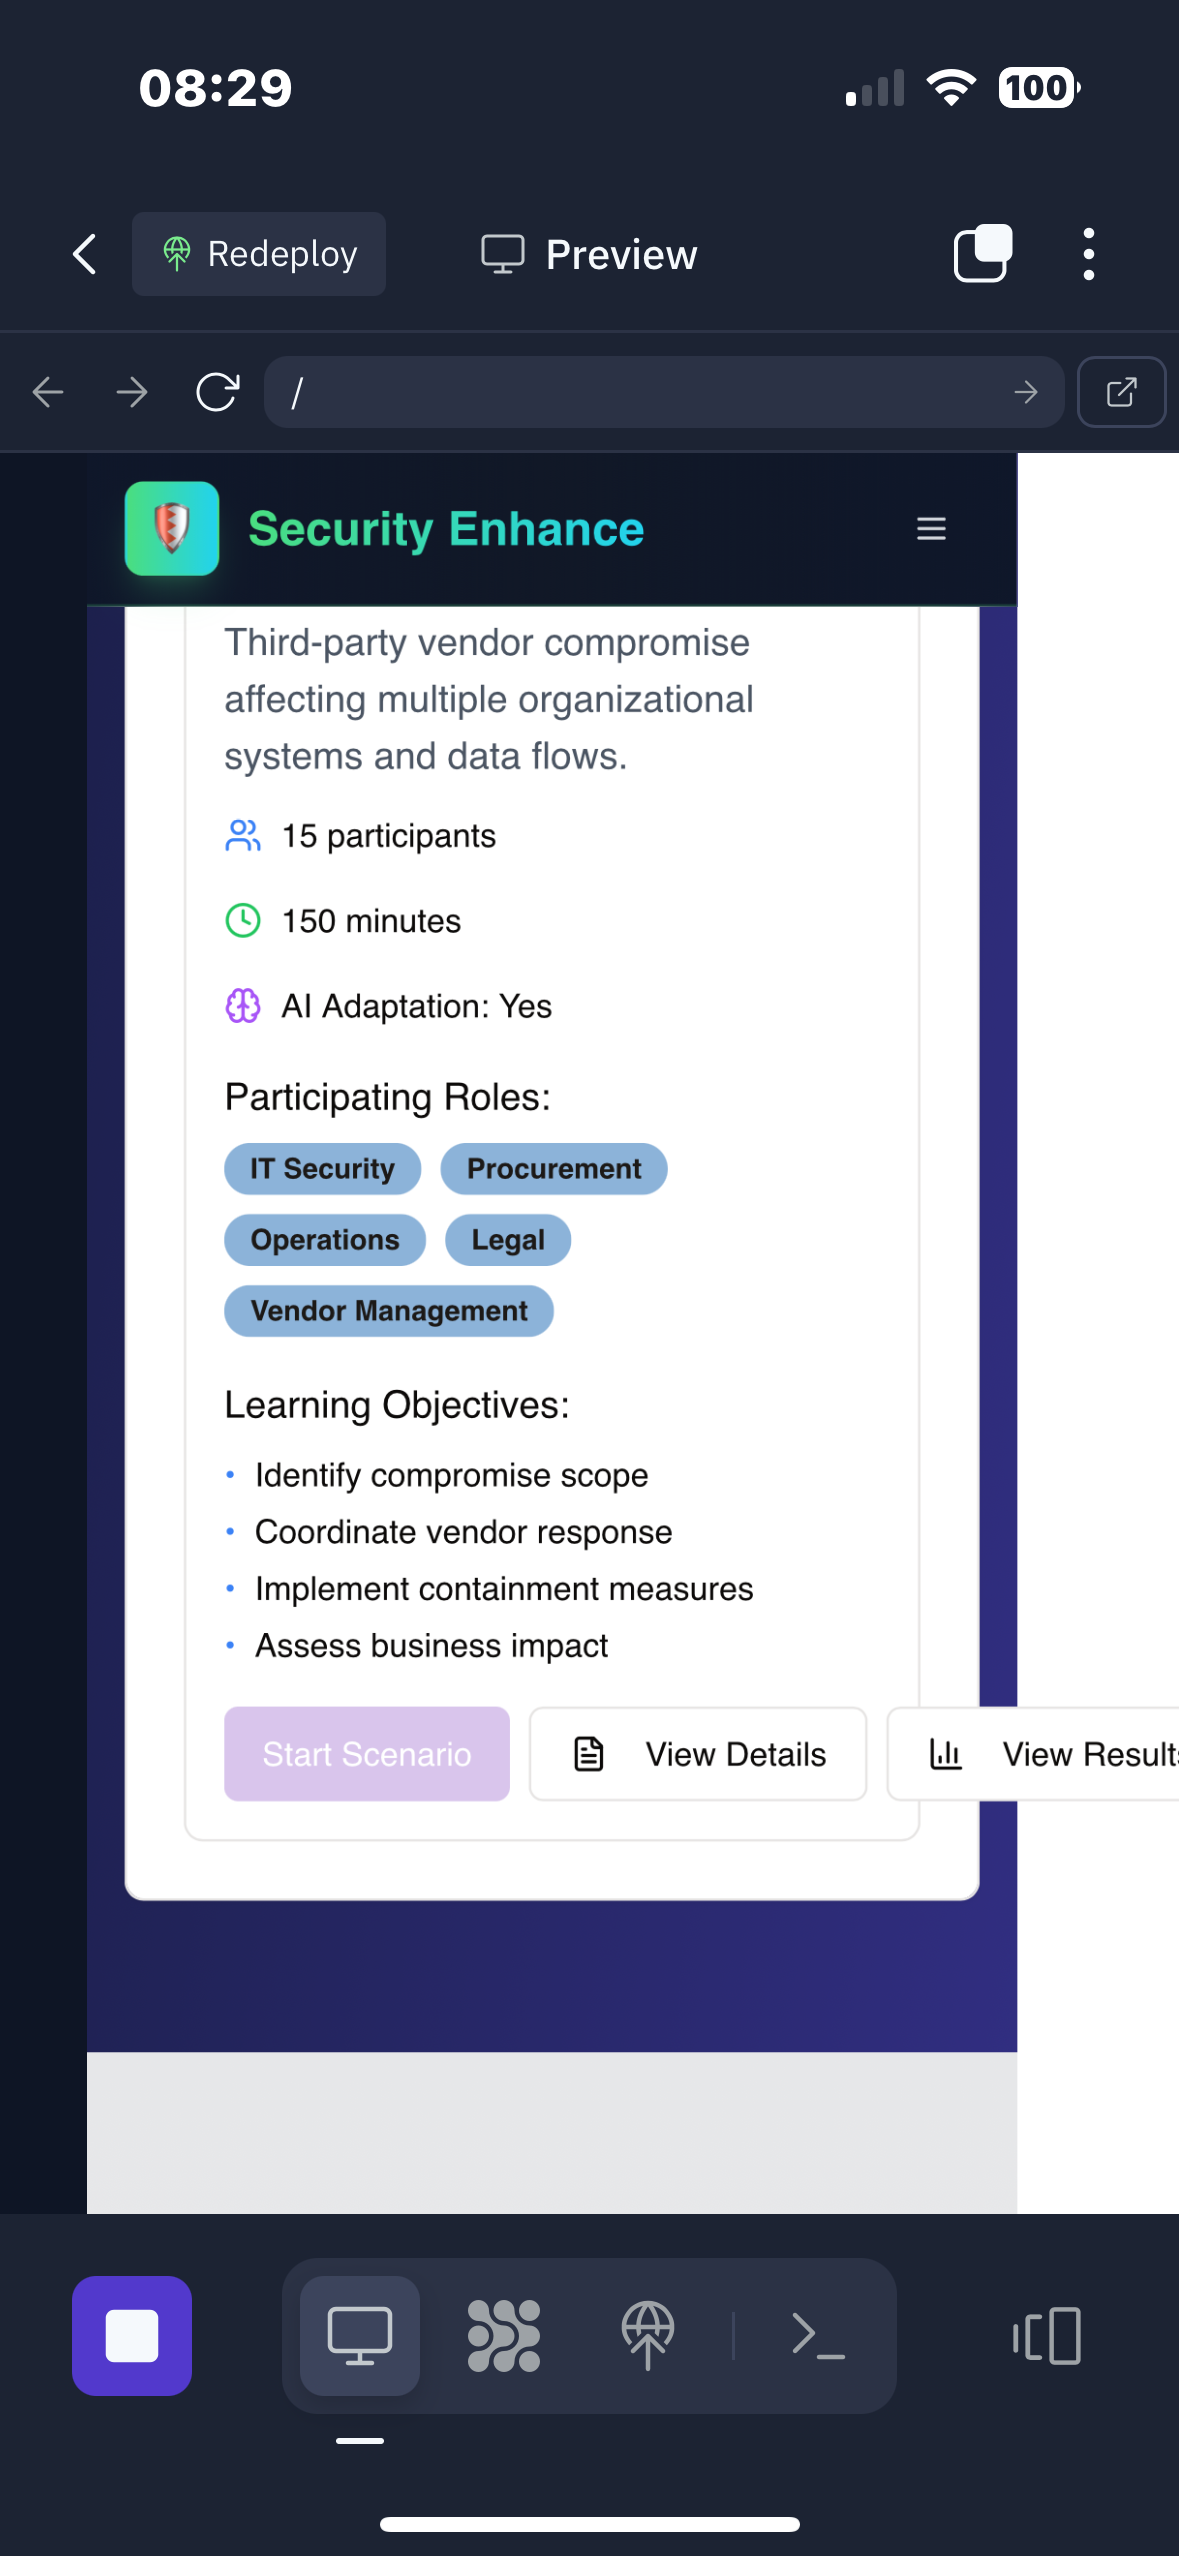 08:29
100
Redeploy
Preview
/
Security Enhance
Third-party vendor compromise
affecting multiple organizational
systems and data flows.
15 participants
150 minutes
AI Adaptation: Yes
Participating Roles:
IT Security
Procurement
Operations
Legal
Vendor Management
Learning Objectives:
• Identify compromise scope
• Coordinate vendor response
• Implement containment measures
• Assess business impact
Start Scenario
View Details
View Results